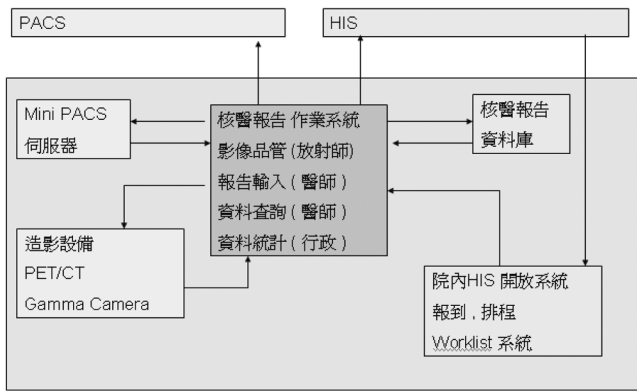 PACS
HIS
Mini PACS
伺服器
核醫報告 作業系統
影像品管 (放射師)
報告輸入 ( 醫師 )
資料查詢 ( 醫師 )
資料統計 ( 行政 )
核醫報告
資料庫
造影設備
PET/CT
Gamma Camera
院內HIS 開放系統
報到 , 排程
Worklist 系統